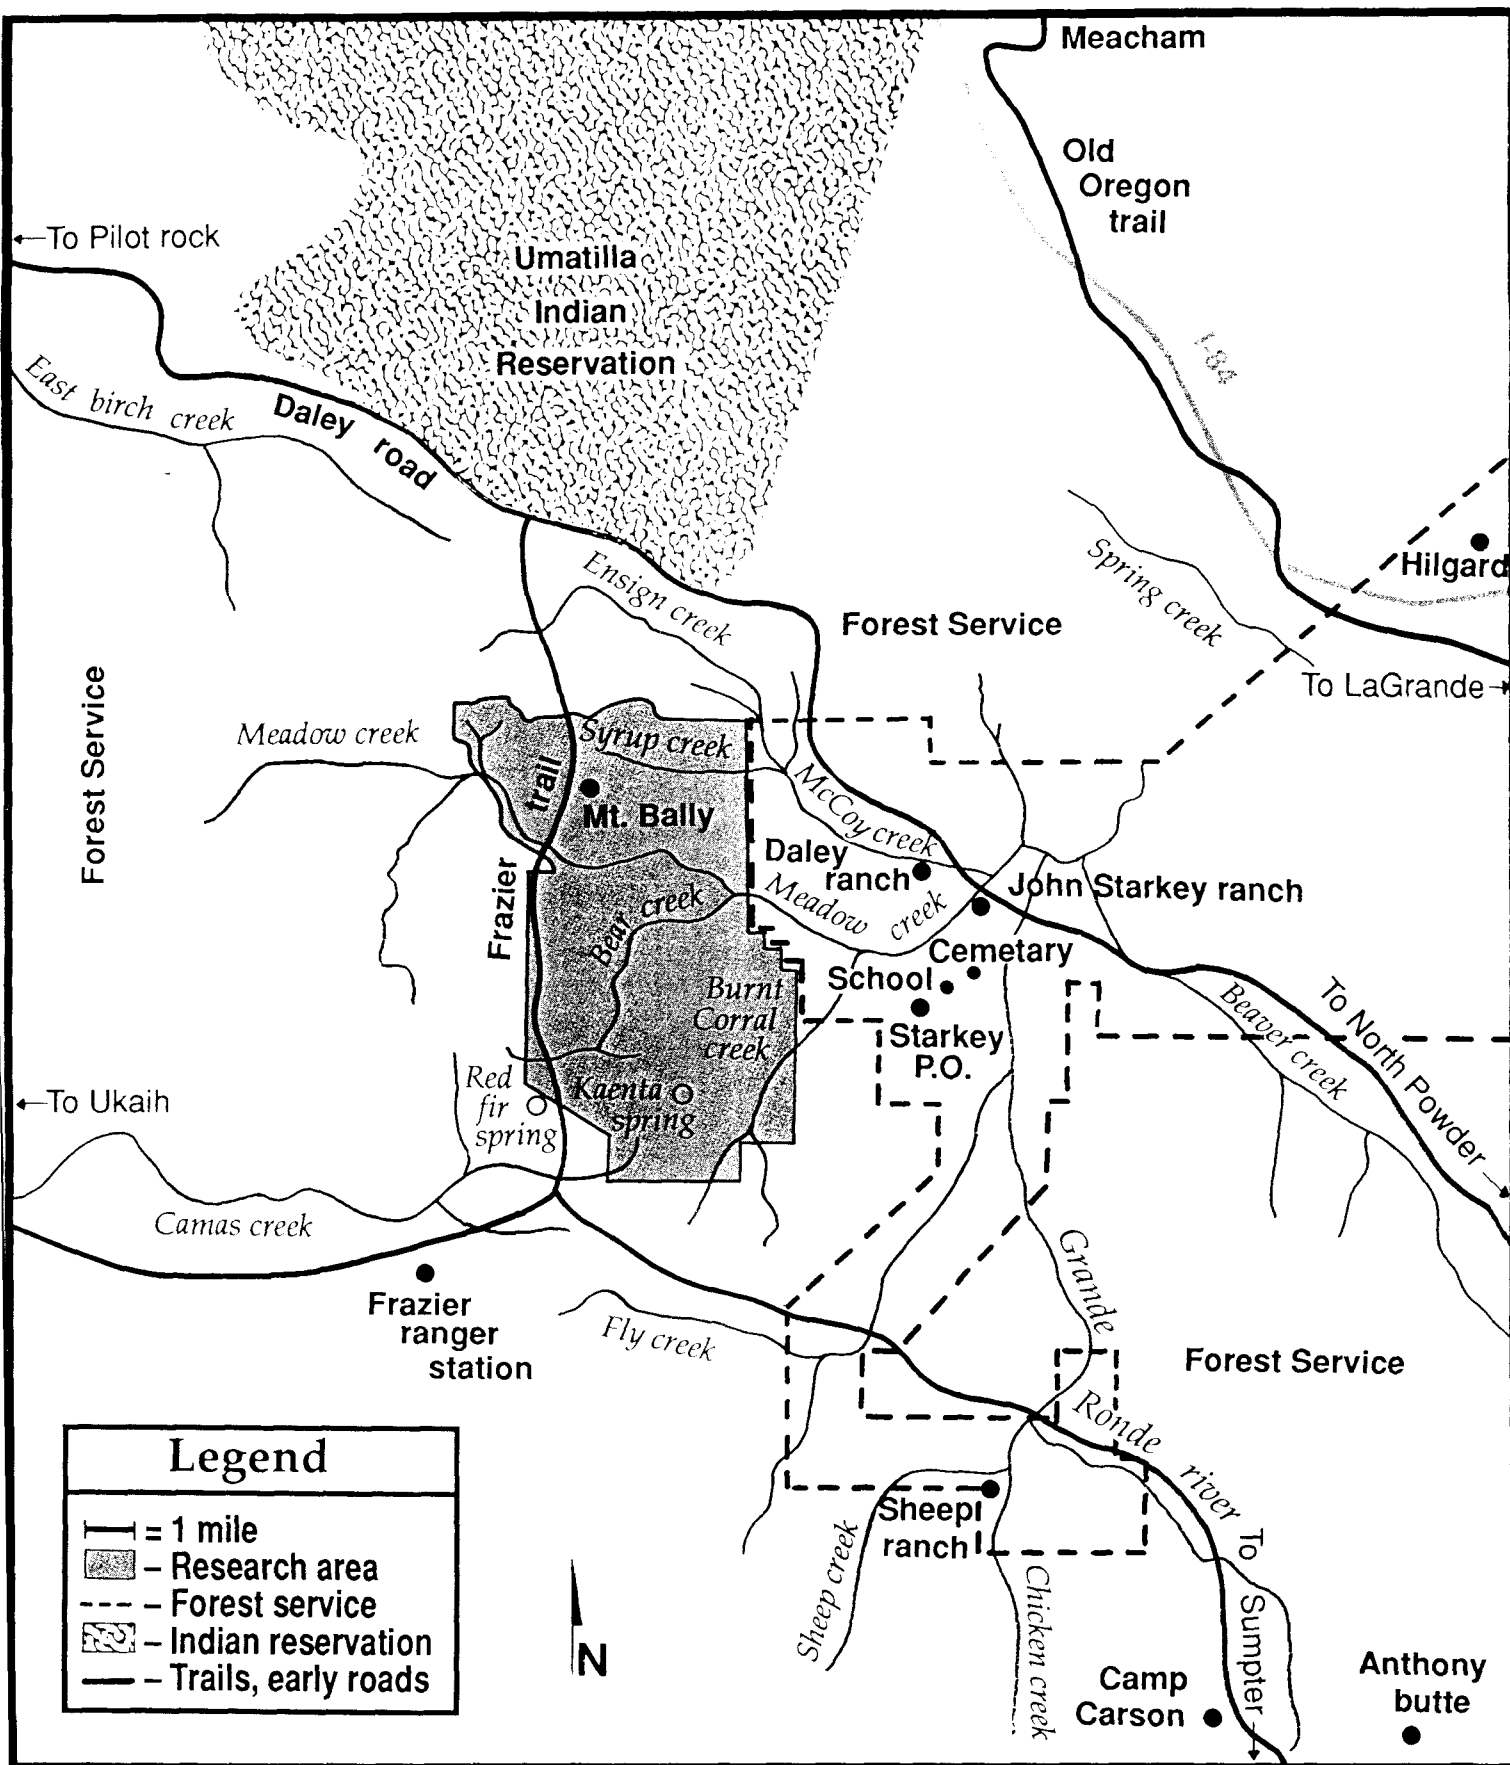 Meacham
Old
Oregon
trail
←To Pilot rock
Umatilla
Indian
Reservation
I-84
East birch creek
Daley road
Hilgard
Spring creek
Ensign creek
Forest Service
To LaGrande→
Forest Service
Meadow creek
Syrup creek
trail
Mt. Bally
McCoy creek
Daley
ranch
John Starkey ranch
Frazier
Bear creek
Meadow creek
Cemetary
School
Burnt
Corral
creek
Starkey
P.O.
To North Powder
Beaver creek
←To Ukaih
Red
fir
spring
Kaenta
spring
Camas creek
Grande
Frazier
ranger
station
Fly creek
Forest Service
Ronde river
Sheep
ranch
Sheep creek
Chicken creek
To Sumpter
Camp
Carson
Anthony
butte
Legend
= 1 mile
– Research area
– Forest service
– Indian reservation
– Trails, early roads
N